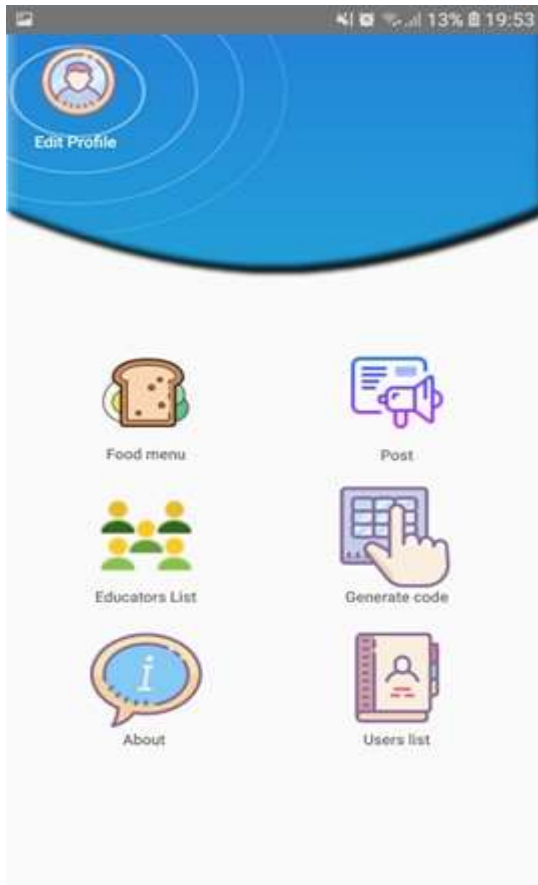 13% 19:53
Edit Profile
Food menu
Post
Educators List
Generate code
i
About
Users list